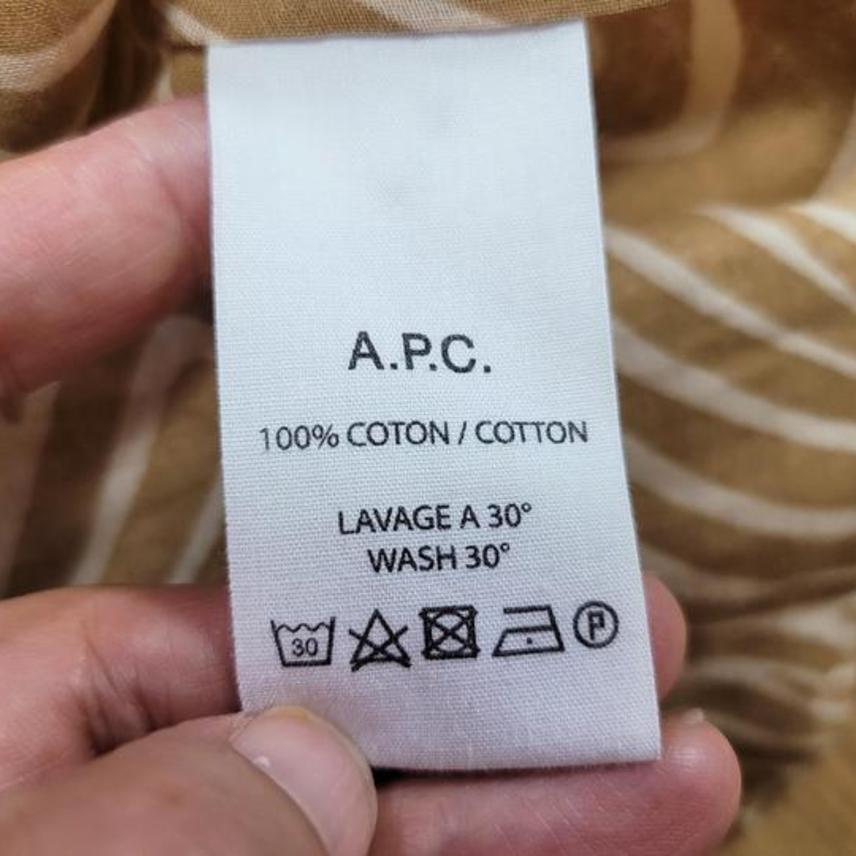 A.P.C.
100% COTON / COTTON
LAVAGE A 30°
WASH 30°
30 P